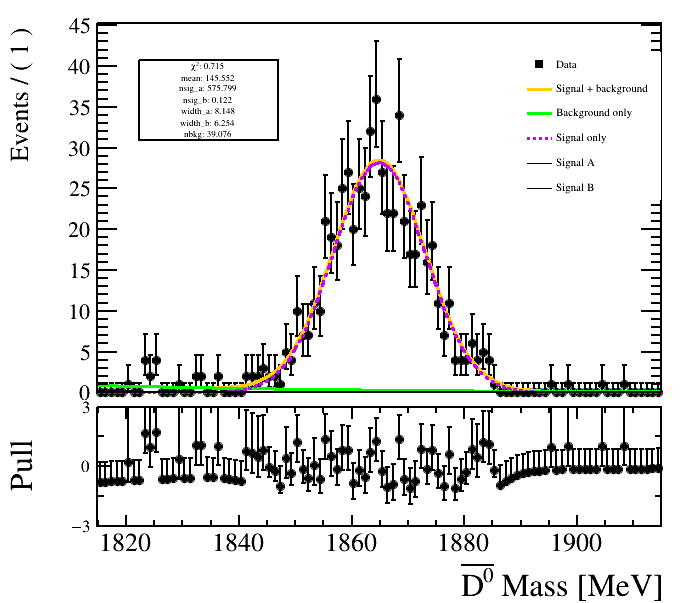 Events / ( 1 )
45
40
35
30
25
20
15
10
5
0
χ²: 0.715
mean: 145.552
nsig_a: 575.799
nsig_b: 0.122
width_a: 8.148
width_b: 6.254
nbkg: 39.076
Data
Signal + background
Background only
Signal only
Signal A
Signal B
Pull
3
0
−3
1820 1840 1860 1880 1900
D⁰ Mass [MeV]